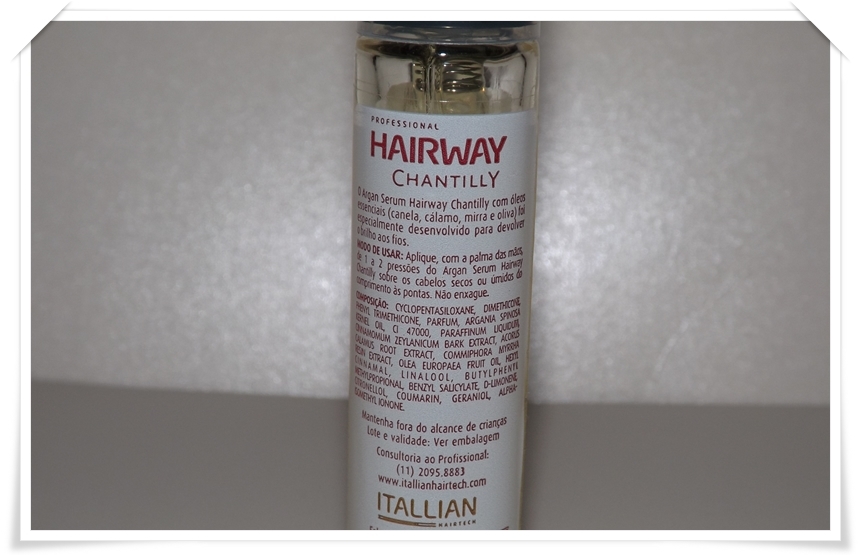 PROFESSIONAL
HAIRWAY
CHANTILLY
O Argan Serum Hairway Chantilly com óleos
essenciais (canela, cálamo, mirra e oliva) foi
especialmente desenvolvido para devolver
o brilho aos fios.
MODO DE USAR: Aplique, com a palma das mãos,
de 1 a 2 pressões do Argan Serum Hairway
Chantilly sobre os cabelos secos ou úmidos do
comprimento às pontas. Não enxague.
COMPOSIÇÃO: CYCLOPENTASILOXANE, DIMETHICONE,
PHENYL TRIMETHICONE, PARFUM, ARGANIA SPINOSA
KERNEL OIL, CI 47000, PARAFFINUM LIQUIDUM,
CINNAMOMUM ZEYLANICUM BARK EXTRACT, ACORUS
CALAMUS ROOT EXTRACT, COMMIPHORA MYRRHA
RESIN EXTRACT, OLEA EUROPAEA FRUIT OIL, HEXYL
CINNAMAL, LINALOOL, BUTYLPHENYL
METHYLPROPIONAL, BENZYL SALICYLATE, D-LIMONENE,
CITRONELLOL, COUMARIN, GERANIOL, ALPHA-
ISOMETHYL IONONE.
Mantenha fora do alcance de crianças
Lote e validade: Ver embalagem
Consultoria ao Profissional:
(11) 2095.8883
www.itallianhairtech.com
ITALLIAN
HAIRTECH